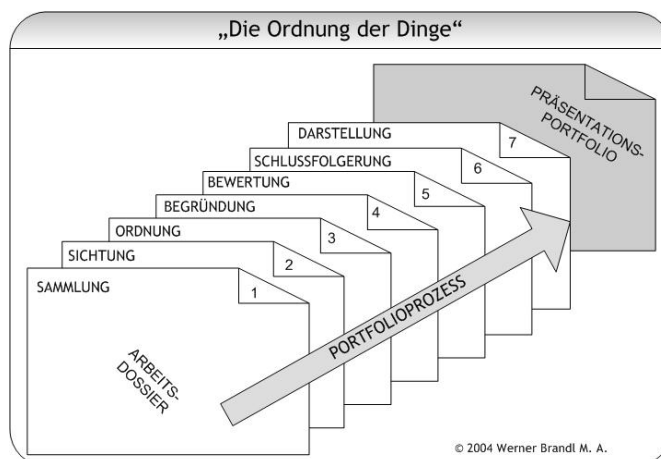 „Die Ordnung der Dinge“
PRÄSENTATIONS-
PORTFOLIO
DARSTELLUNG
7
SCHLUSSFOLGERUNG
6
BEWERTUNG
5
BEGRÜNDUNG
4
ORDNUNG
3
SICHTUNG
2
SAMMLUNG
1
ARBEITS-
DOSSIER
PORTFOLIOPROZESS
© 2004 Werner Brandl M. A.